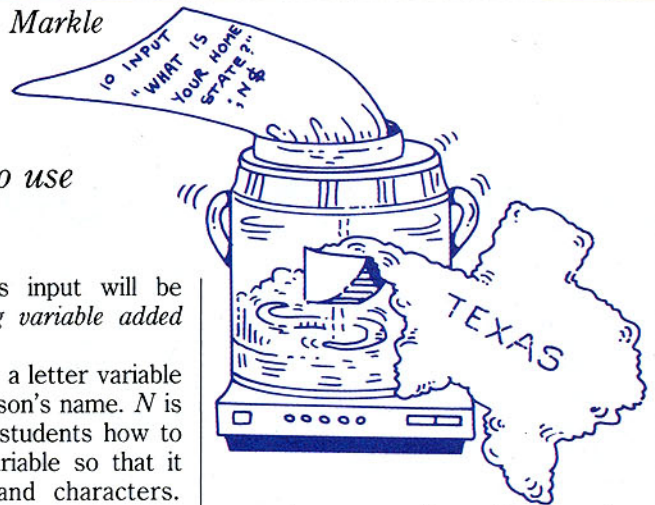 Markle
10 INPUT
"WHAT IS
YOUR HOME
STATE?"
; N$
o use
TEXAS
s input will be
g variable added
a letter variable
son's name. N is
students how to
riable so that it
and characters.